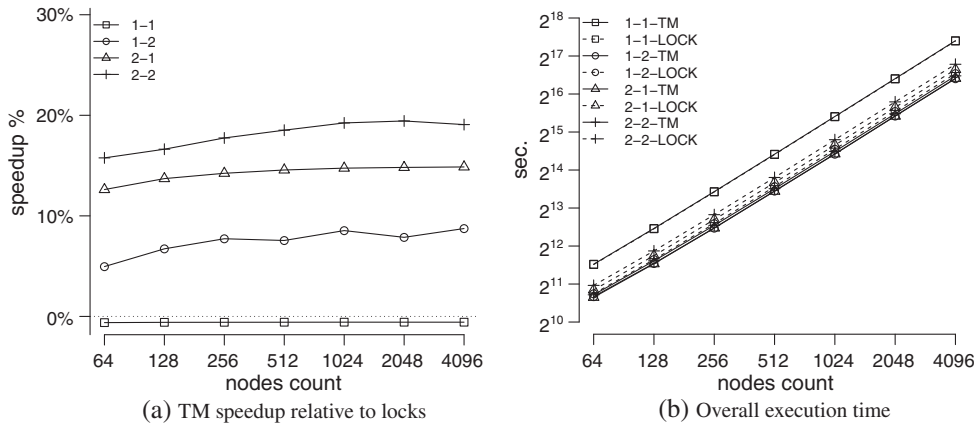 30%
20%
10%
0%
speedup %
1−1
1−2
2−1
2−2
64 128 256 512 1024 2048 4096
nodes count
(a) TM speedup relative to locks
2^18
2^17
2^16
2^15
2^14
2^13
2^12
2^11
2^10
sec.
1−1−TM
1−1−LOCK
1−2−TM
1−2−LOCK
2−1−TM
2−1−LOCK
2−2−TM
2−2−LOCK
64 128 256 512 1024 2048 4096
nodes count
(b) Overall execution time